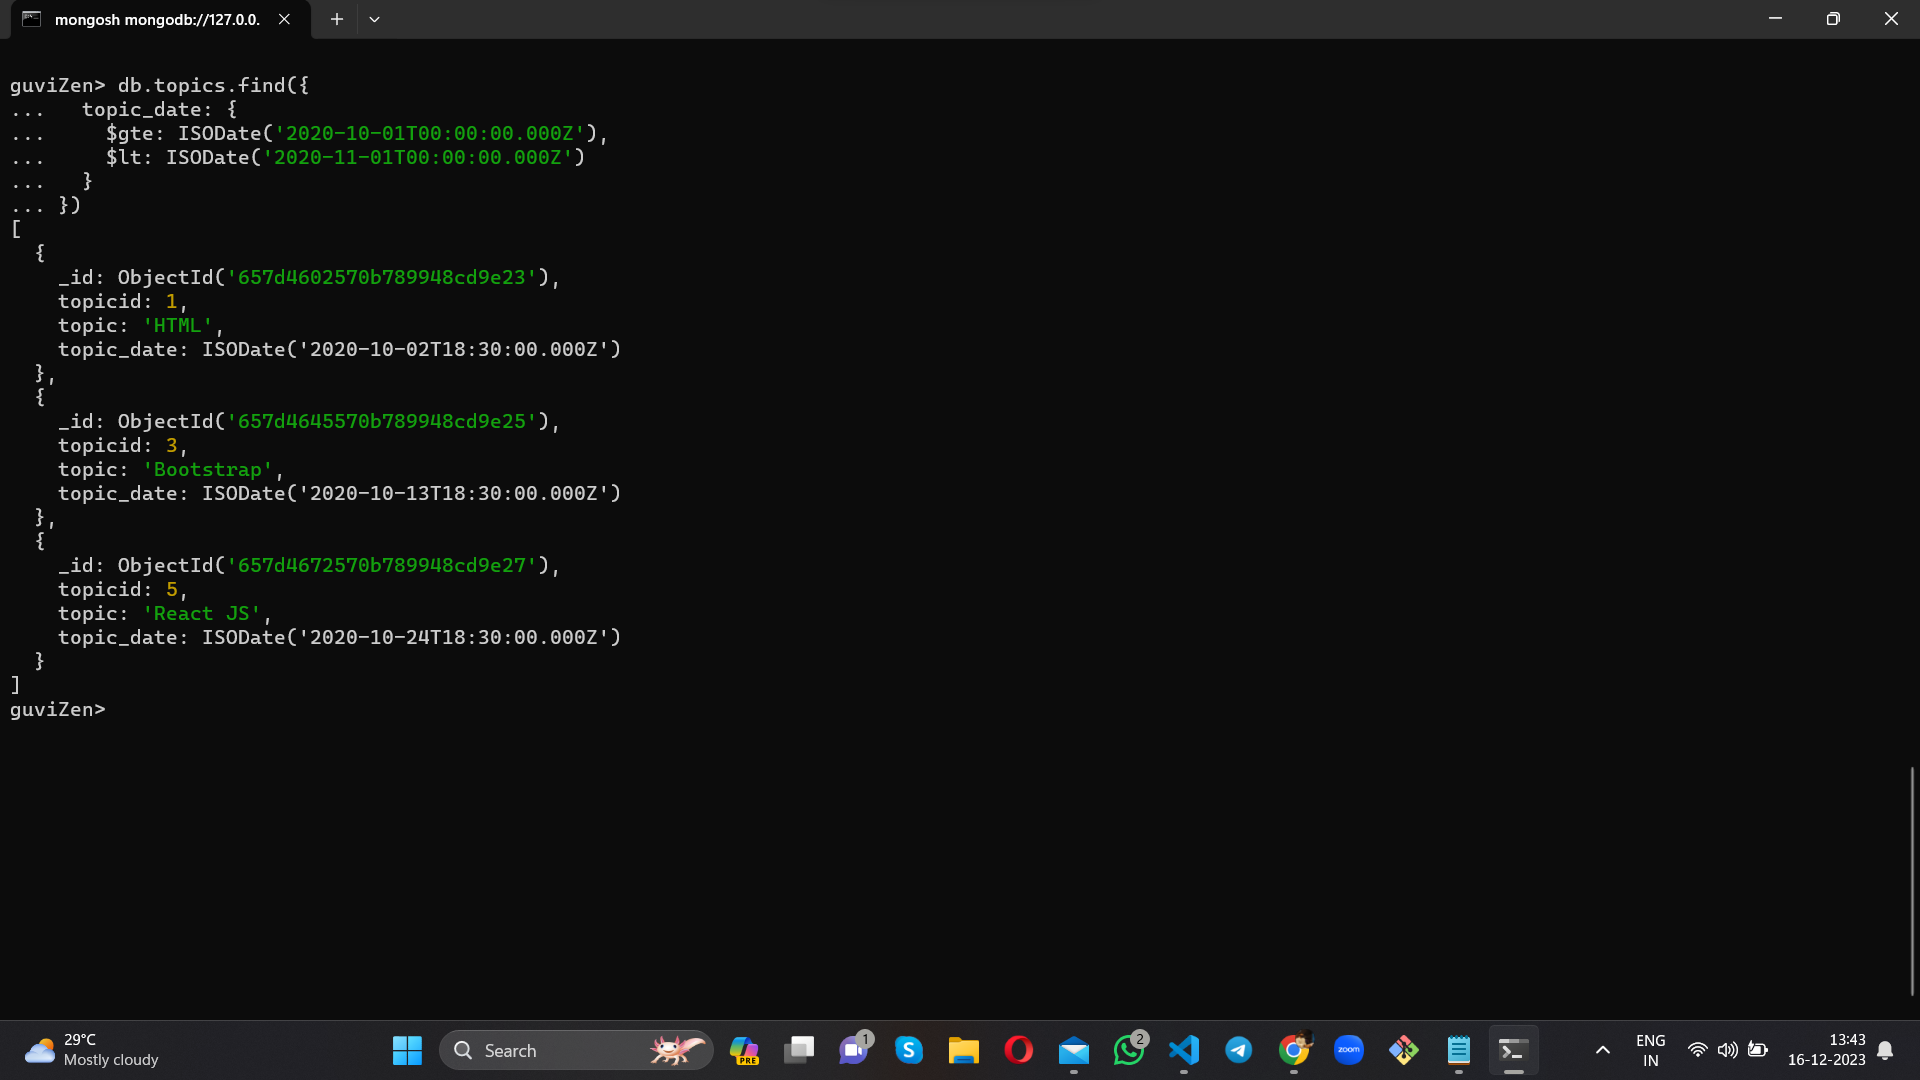 mongosh mongodb://127.0.0.
guviZen> db.topics.find({
...   topic_date: {
...     $gte: ISODate('2020-10-01T00:00:00.000Z'),
...     $lt: ISODate('2020-11-01T00:00:00.000Z')
...   }
... })
[
  {
    _id: ObjectId('657d4602570b789948cd9e23'),
    topicid: 1,
    topic: 'HTML',
    topic_date: ISODate('2020-10-02T18:30:00.000Z')
  },
  {
    _id: ObjectId('657d4645570b789948cd9e25'),
    topicid: 3,
    topic: 'Bootstrap',
    topic_date: ISODate('2020-10-13T18:30:00.000Z')
  },
  {
    _id: ObjectId('657d4672570b789948cd9e27'),
    topicid: 5,
    topic: 'React JS',
    topic_date: ISODate('2020-10-24T18:30:00.000Z')
  }
]
guviZen>
29°C
Mostly cloudy
Search
PRE
1
S
2
zoom
ENG
IN
13:43
16-12-2023